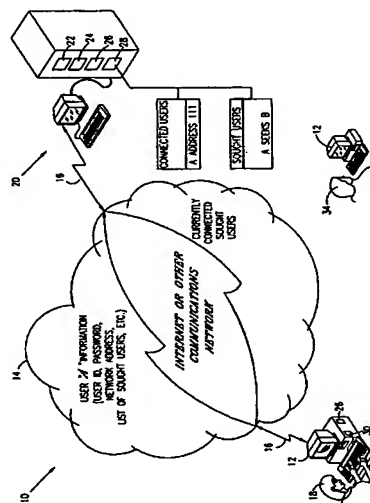 10
14
USER "A" INFORMATION
(USER ID, PASSWORD,
NETWORK ADDRESS,
LIST OF SOUGHT USERS, ETC.)
INTERNET OR OTHER
COMMUNICATIONS
NETWORK
CURRENTLY
CONNECTED
SOUGHT
USERS
16
20
22
24
26
28
CONNECTED USERS
A ADDRESS 111
SOUGHT USERS
A SEEKS B
16
12
18
26
30
12
34